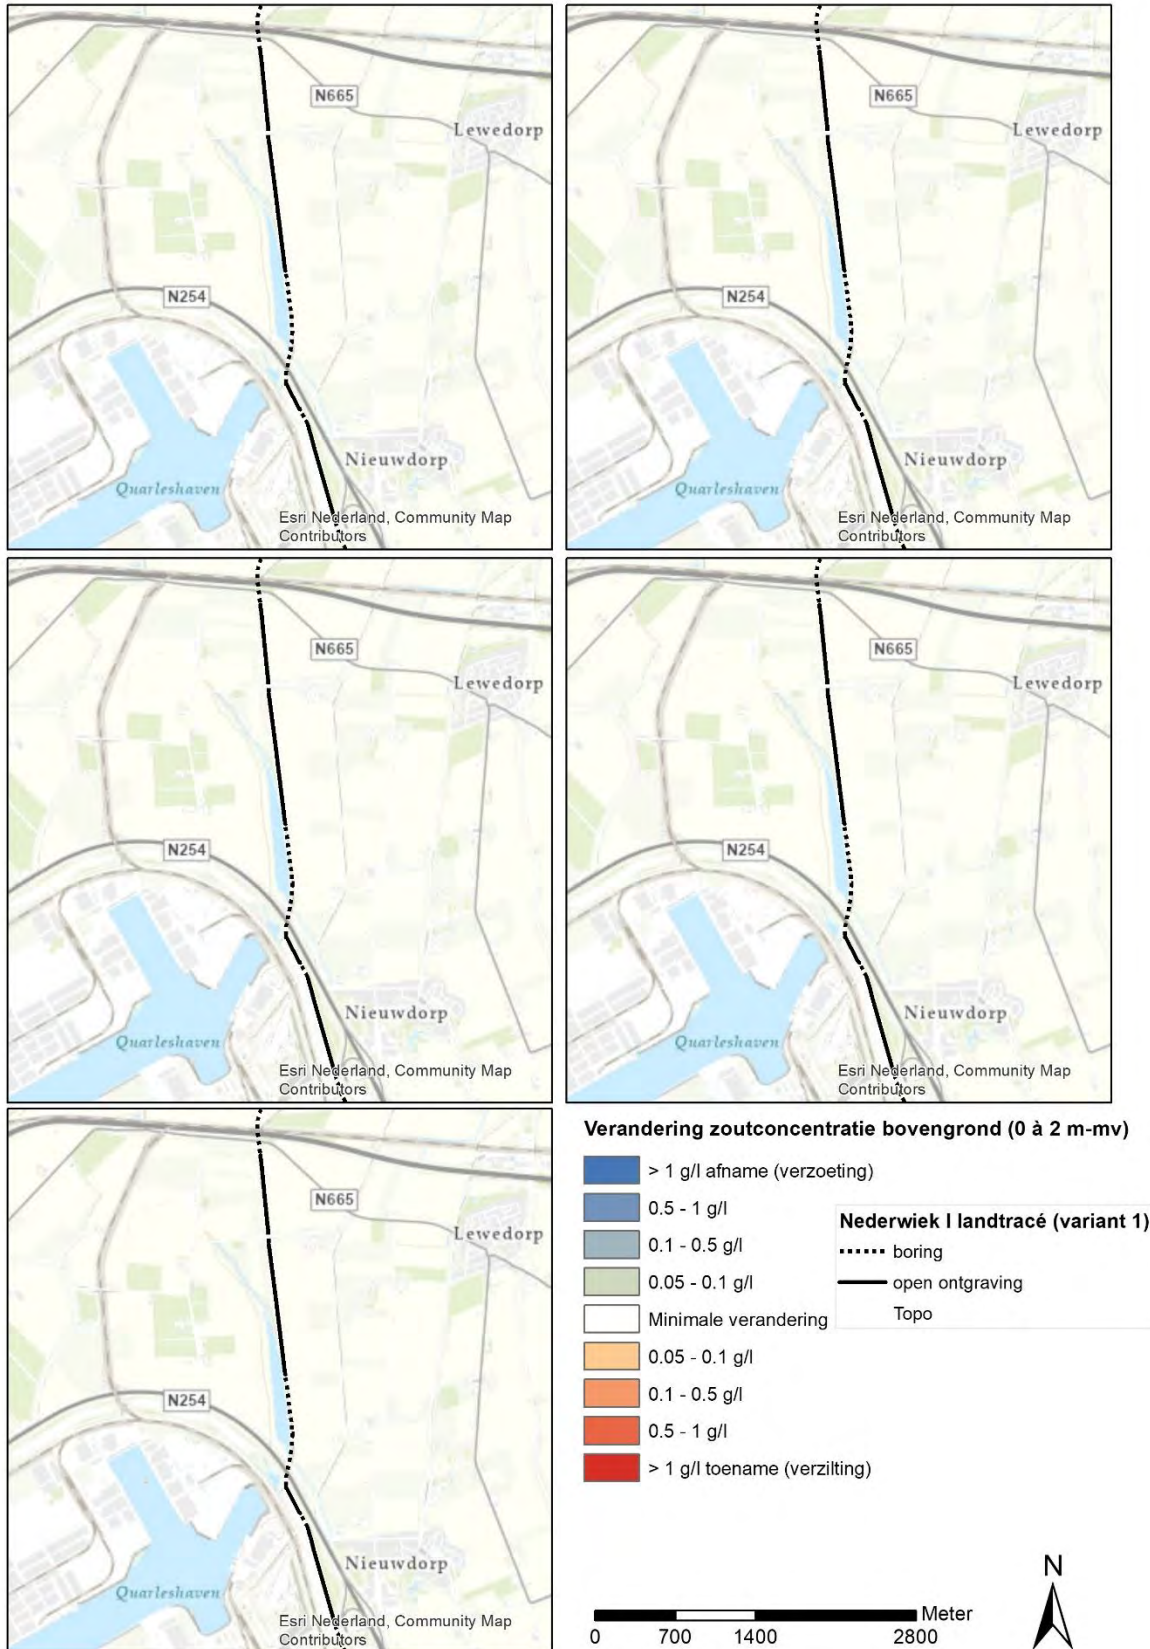 N665
Lewedorp
N254
Nieuwdorp
Quarleshaven
Esri Nederland, Community Map
Contributors
N665
Lewedorp
N254
Nieuwdorp
Quarleshaven
Esri Nederland, Community Map
Contributors
N665
Lewedorp
N254
Nieuwdorp
Quarleshaven
Esri Nederland, Community Map
Contributors
N665
Lewedorp
N254
Nieuwdorp
Quarleshaven
Esri Nederland, Community Map
Contributors
N665
Lewedorp
N254
Nieuwdorp
Quarleshaven
Esri Nederland, Community Map
Contributors
Verandering zoutconcentratie bovengrond (0 à 2 m-mv)
> 1 g/l afname (verzoeting)
0.5 - 1 g/l
0.1 - 0.5 g/l
0.05 - 0.1 g/l
Minimale verandering
0.05 - 0.1 g/l
0.1 - 0.5 g/l
0.5 - 1 g/l
> 1 g/l toename (verzilting)
Nederwiek I landtracé (variant 1)
boring
open ontgraving
Topo
N
Meter
0 700 1400 2800